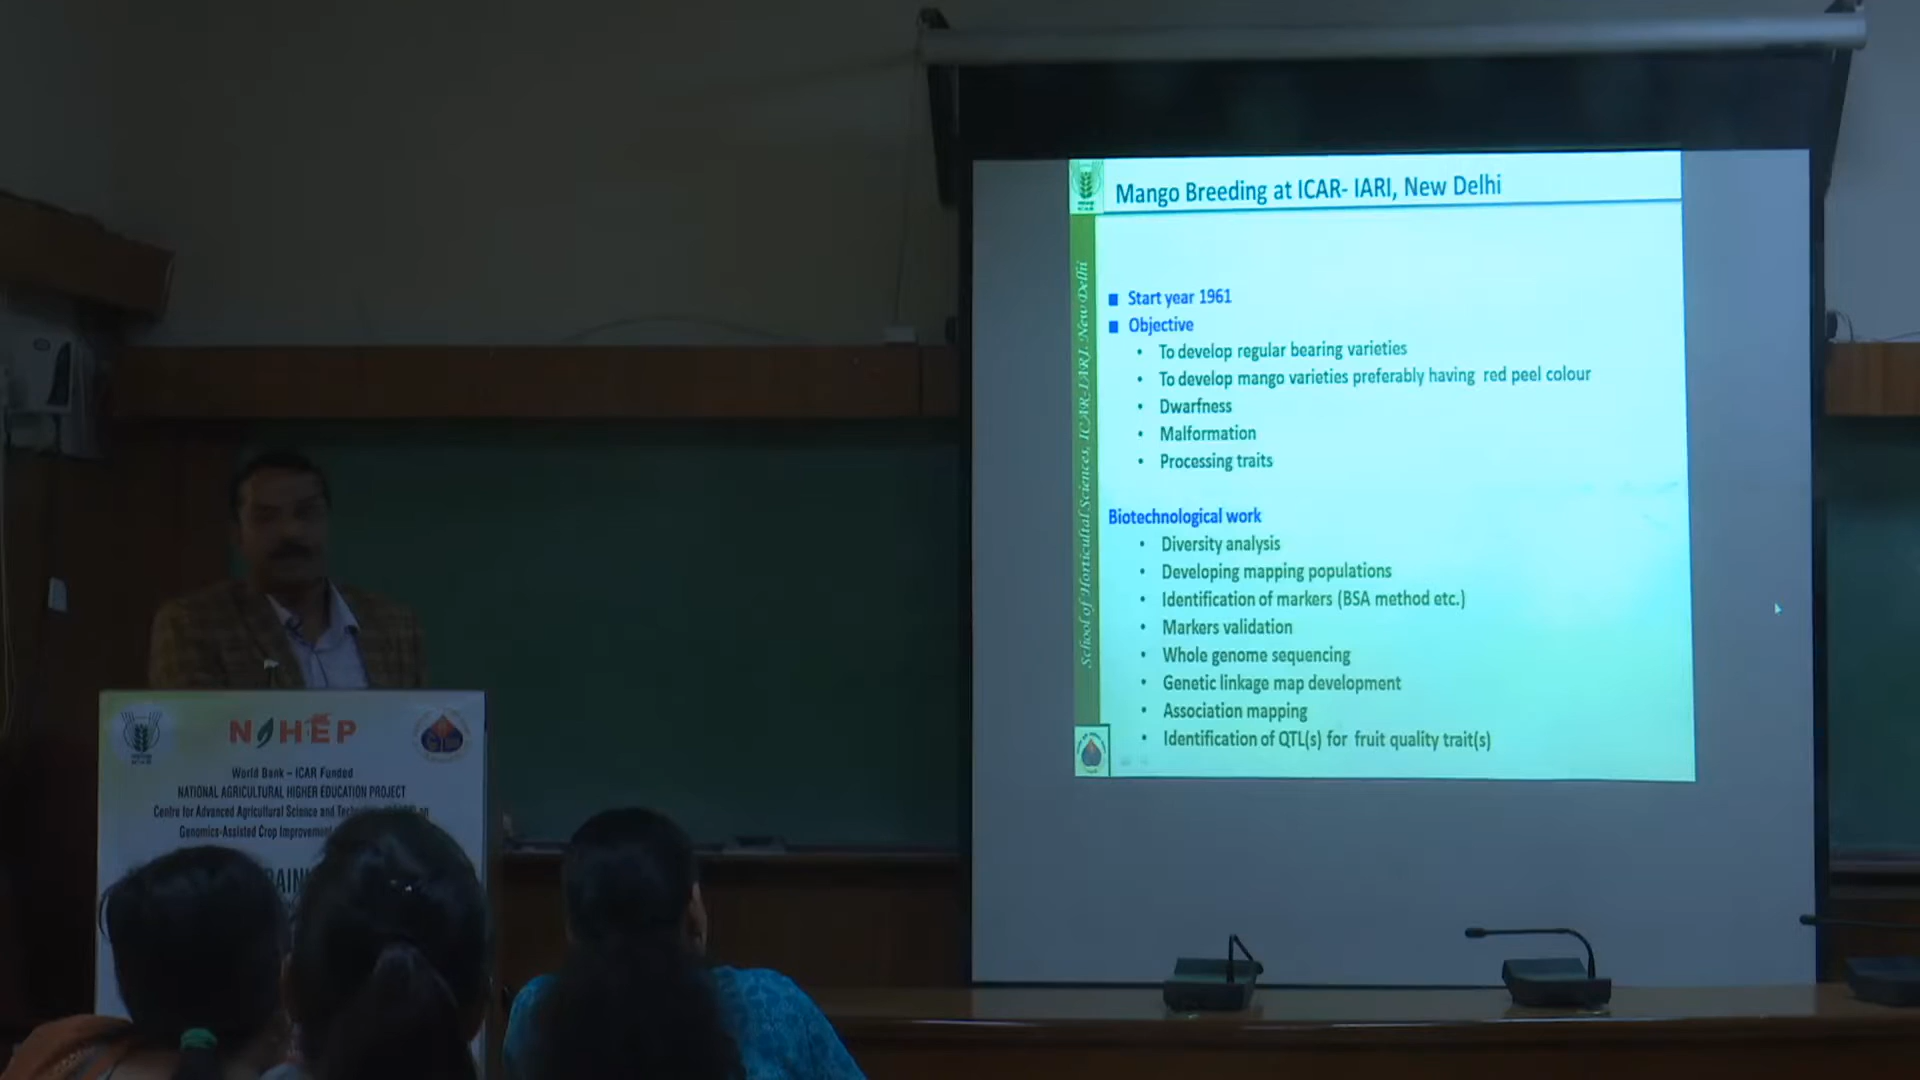 Mango Breeding at ICAR- IARI, New Delhi
Start year 1961
Objective
To develop regular bearing varieties
To develop mango varieties preferably having red peel colour
Dwarfness
Malformation
Processing traits
Biotechnological work
Diversity analysis
Developing mapping populations
Identification of markers (BSA method etc.)
Markers validation
Whole genome sequencing
Genetic linkage map development
Association mapping
Identification of QTL(s) for fruit quality trait(s)
School of Horticultural Sciences, ICAR-IARI, New Delhi
NAHEP
World Bank – ICAR Funded
NATIONAL AGRICULTURAL HIGHER EDUCATION PROJECT
Centre for Advanced Agricultural Science and on
Genomics-Assisted Crop Improvement